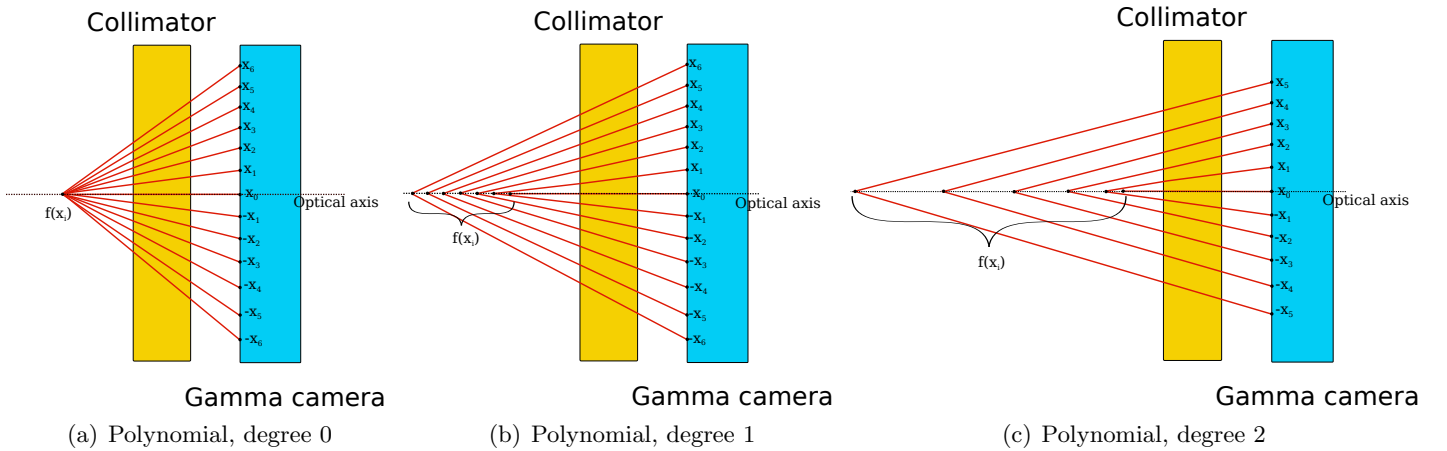 Collimator
x₆
x₅
x₄
x₃
x₂
x₁
x₀
Optical axis
f(xᵢ)
-x₁
-x₂
-x₃
-x₄
-x₅
-x₆
Gamma camera
(a) Polynomial, degree 0
Collimator
x₆
x₅
x₄
x₃
x₂
x₁
x₀
Optical axis
f(xᵢ)
-x₁
-x₂
-x₃
-x₄
-x₅
-x₆
Gamma camera
(b) Polynomial, degree 1
Collimator
x₅
x₄
x₃
x₂
x₁
x₀
Optical axis
f(xᵢ)
-x₁
-x₂
-x₃
-x₄
-x₅
Gamma camera
(c) Polynomial, degree 2